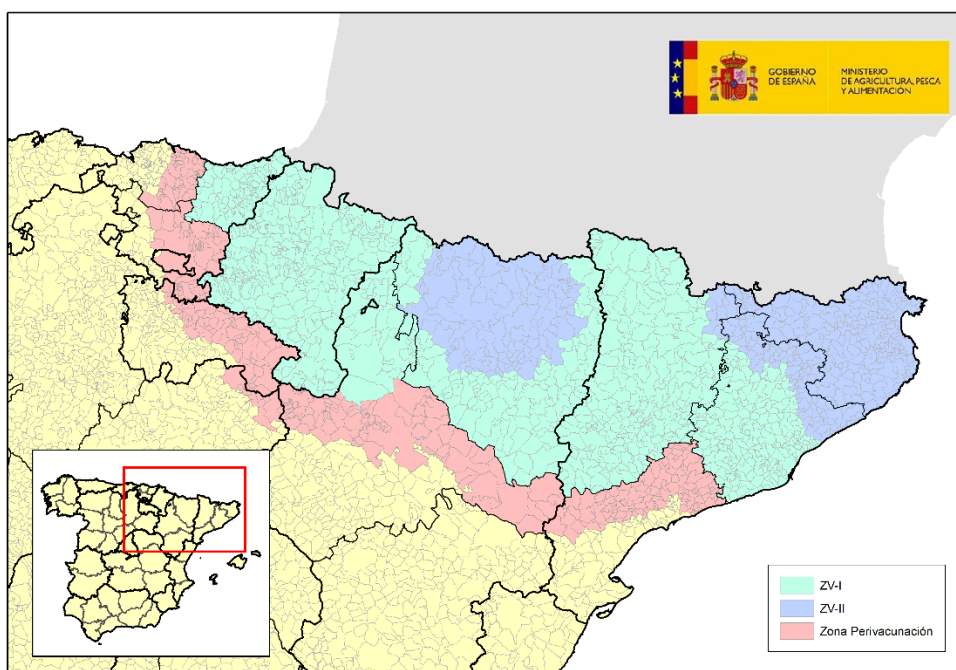 GOBIERNO
DE ESPAÑA
MINISTERIO
DE AGRICULTURA, PESCA
Y ALIMENTACIÓN
ZV-I
ZV-II
Zona Perivacunación